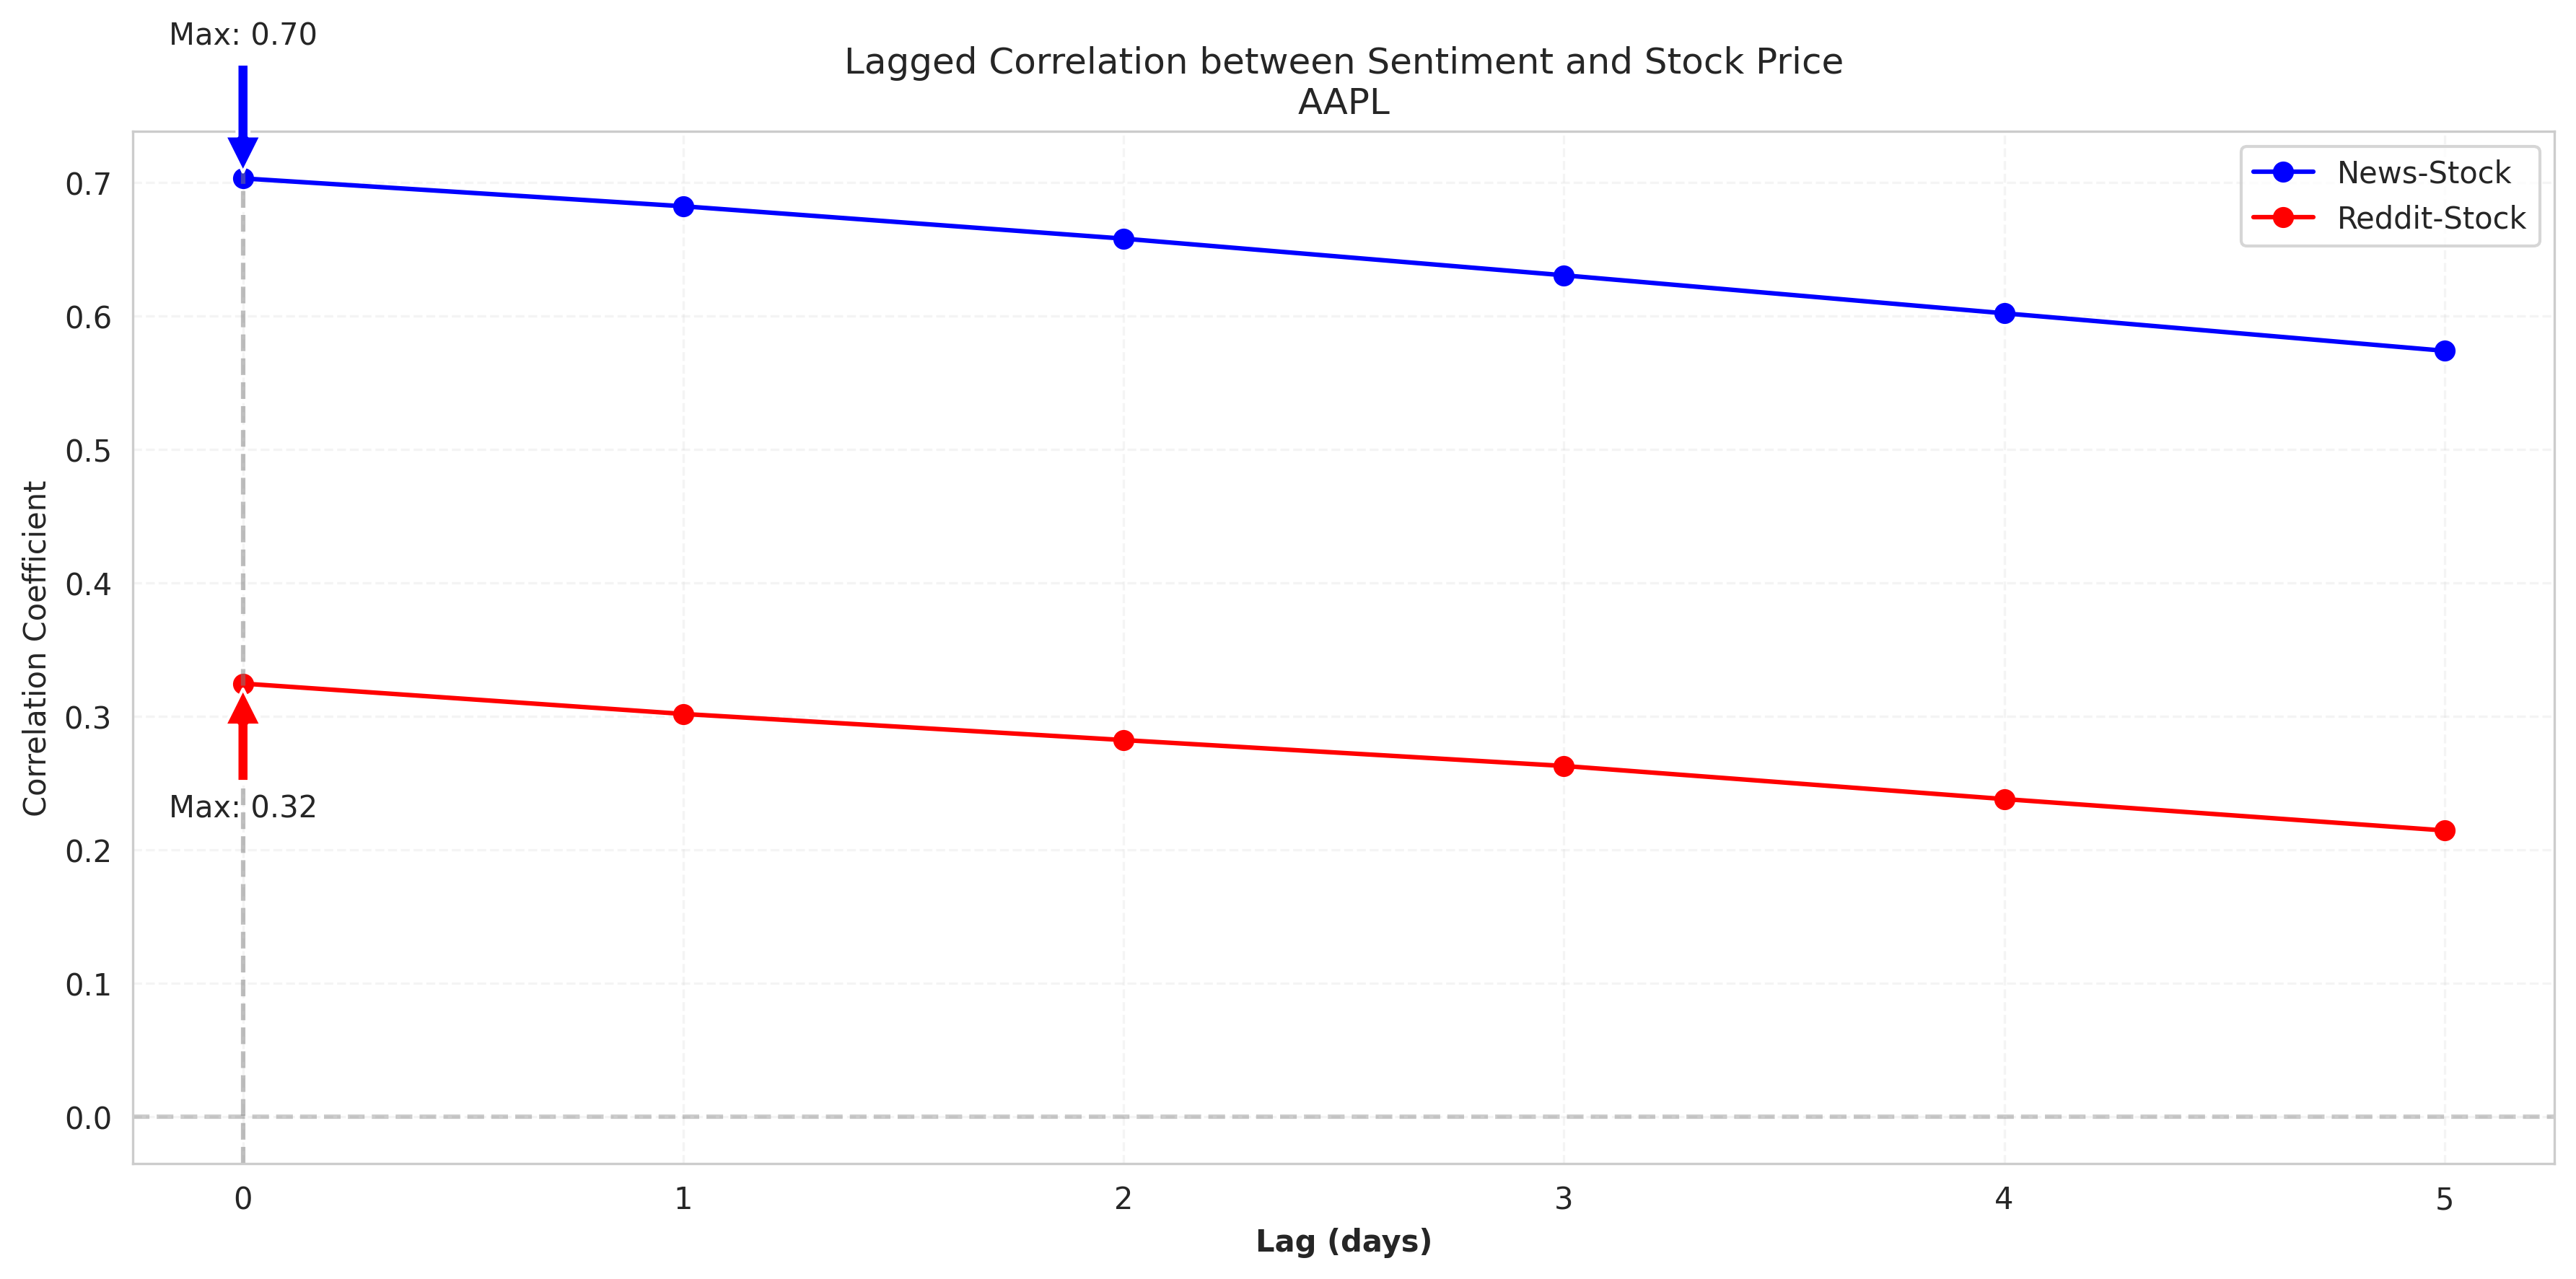 Max: 0.70
Lagged Correlation between Sentiment and Stock Price
AAPL
News-Stock
Reddit-Stock
Correlation Coefficient
0.7
0.6
0.5
0.4
0.3
0.2
0.1
0.0
Max: 0.32
0 1 2 3 4 5
Lag (days)